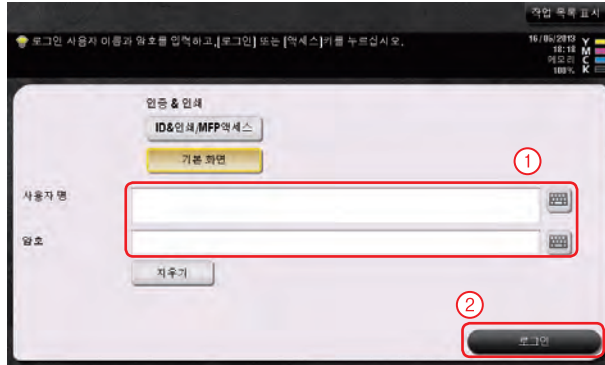 작업 목록 표시
로그인 사용자 이름과 암호를 입력하고,[로그인] 또는 [액세스]키를 누르십시오.
16/05/2013
18:18
메모리
100%
Y
M
C
K
인증 & 인쇄
ID&인쇄/MFP액세스
기본 화면
1
사용자 명
암호
지우기
2
로그인